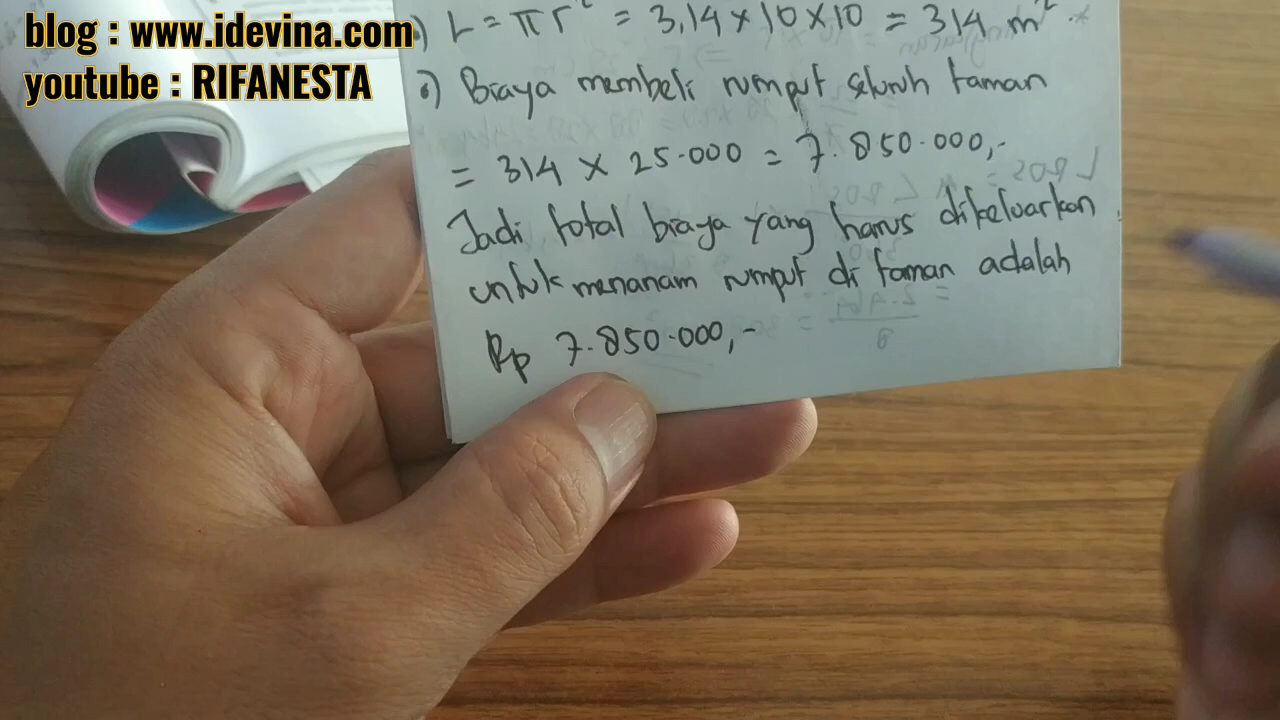 blog : www.idevina.com
youtube : RIFANESTA
) L = πr² = 3,14 × 10 × 10 = 314 m².
•) Biaya membeli rumput seluruh taman
= 314 × 25.000 = 7.850.000,-
Jadi total biaya yang harus dikeluarkan
untuk menanam rumput di taman adalah
Rp 7.850.000,-